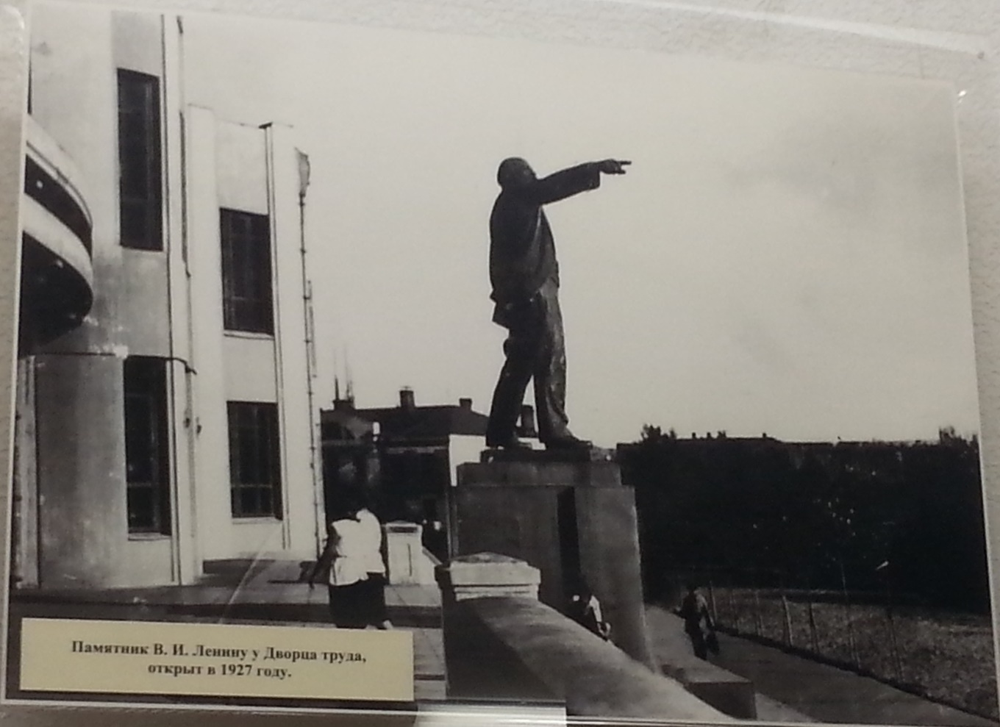 Памятник В. И. Ленину у Дворца труда,
открыт в 1927 году.